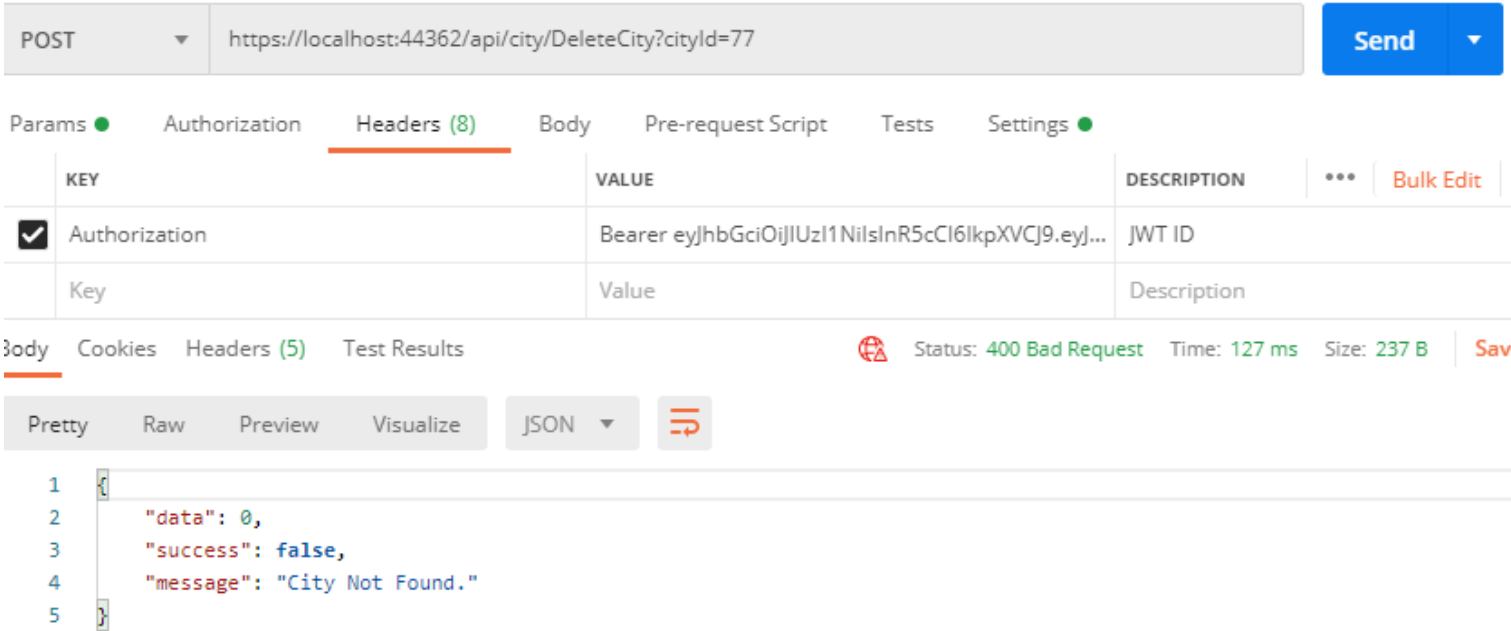 POST https://localhost:44362/api/city/DeleteCity?cityId=77 Send
Params Authorization Headers (8) Body Pre-request Script Tests Settings
KEY VALUE DESCRIPTION ••• Bulk Edit
Authorization Bearer eyJhbGciOiJIUzI1NiIsInR5cCI6IkpXVCJ9.eyJ... JWT ID
Key Value Description
Body Cookies Headers (5) Test Results Status: 400 Bad Request Time: 127 ms Size: 237 B Sav
Pretty Raw Preview Visualize JSON
1 {
2 "data": 0,
3 "success": false,
4 "message": "City Not Found."
5 }